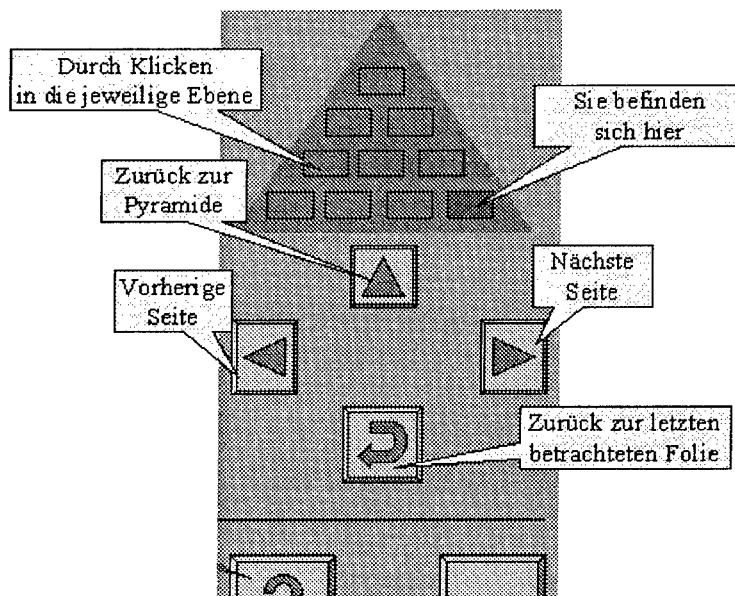 Durch Klicken
in die jeweilige Ebene
Sie befinden
sich hier
Zurück zur
Pyramide
Nächste
Seite
Vorherige
Seite
Zurück zur letzten
betrachteten Folie
?